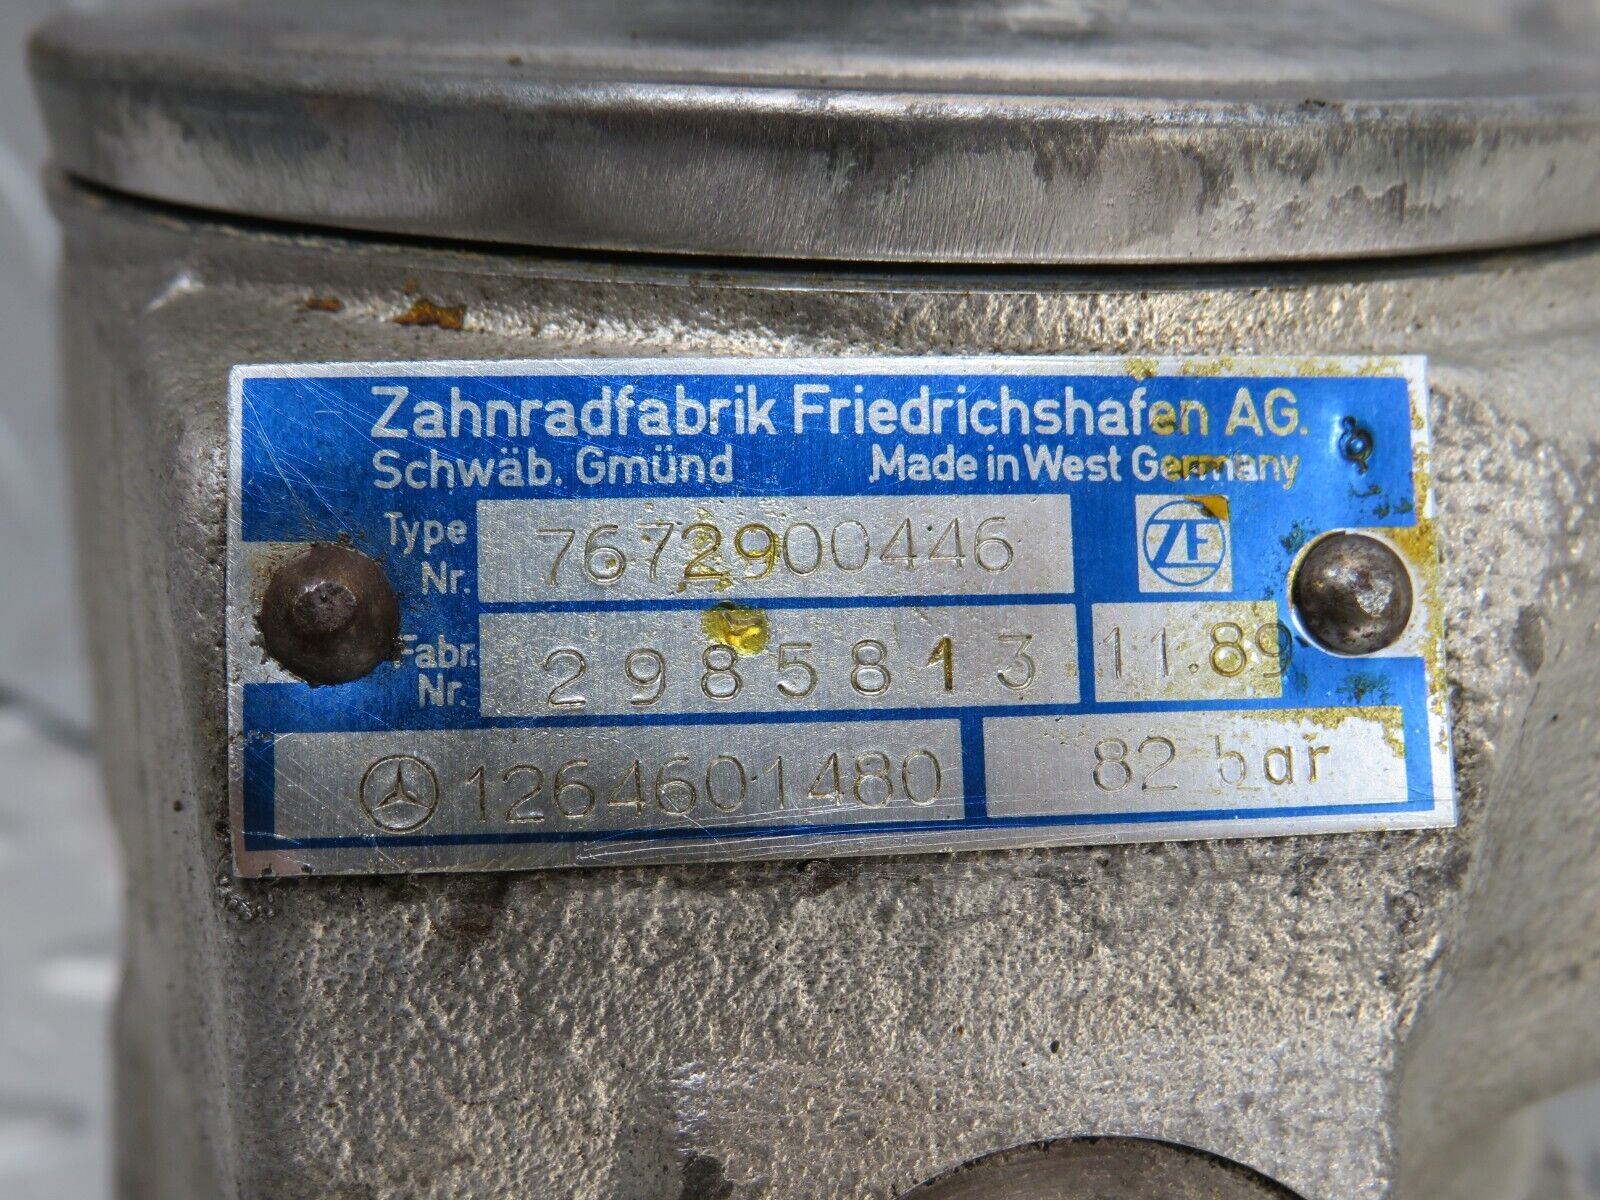 Zahnradfabrik Friedrichshafen AG.
Schwäb. Gmünd Made in West Germany
Type Nr. 7672900446 ZF
Fabr. Nr. 2985813 11.89
1264601480 82 bar